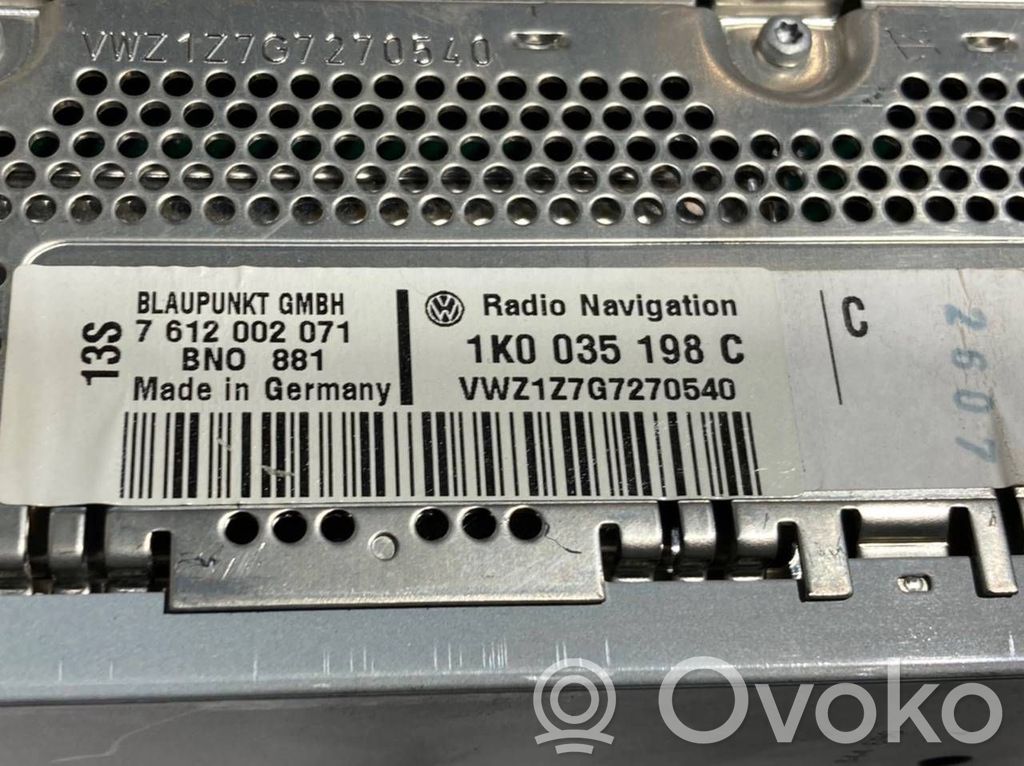 VWZ1Z7G7270540
13S
BLAUPUNKT GMBH
7 612 002 071
BNO 881
Made in Germany
VW
Radio Navigation
1K0 035 198 C
VWZ1Z7G7270540
C
2607
Ovoko